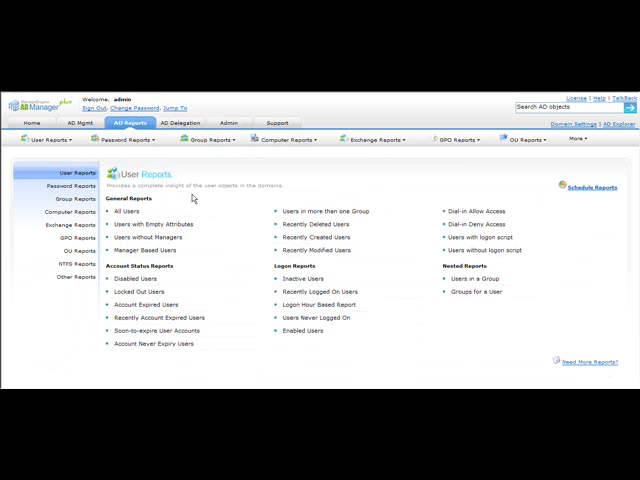 ManageEngine
ADManager plus
Welcome, admin
Sign Out, Change Password, Jump To
License | Help | TalkBack
Search AD objects
Domain Settings | AD Explorer
Home AD Mgmt AD Reports AD Delegation Admin Support
User Reports Password Reports Group Reports Computer Reports Exchange Reports GPO Reports OU Reports More
User Reports
Password Reports
Group Reports
Computer Reports
Exchange Reports
GPO Reports
OU Reports
NTFS Reports
Other Reports
User Reports
Provides a complete insight of the user objects in the domains.
Schedule Reports
General Reports
All Users
Users with Empty Attributes
Users without Managers
Manager Based Users
Users in more than one Group
Recently Deleted Users
Recently Created Users
Recently Modified Users
Dial-in Allow Access
Dial-in Deny Access
Users with logon script
Users without logon script
Account Status Reports
Disabled Users
Locked Out Users
Account Expired Users
Recently Account Expired Users
Soon-to-expire User Accounts
Account Never Expiry Users
Logon Reports
Inactive Users
Recently Logged On Users
Logon Hour Based Report
Users Never Logged On
Enabled Users
Nested Reports
Users in a Group
Groups for a User
Need More Reports?